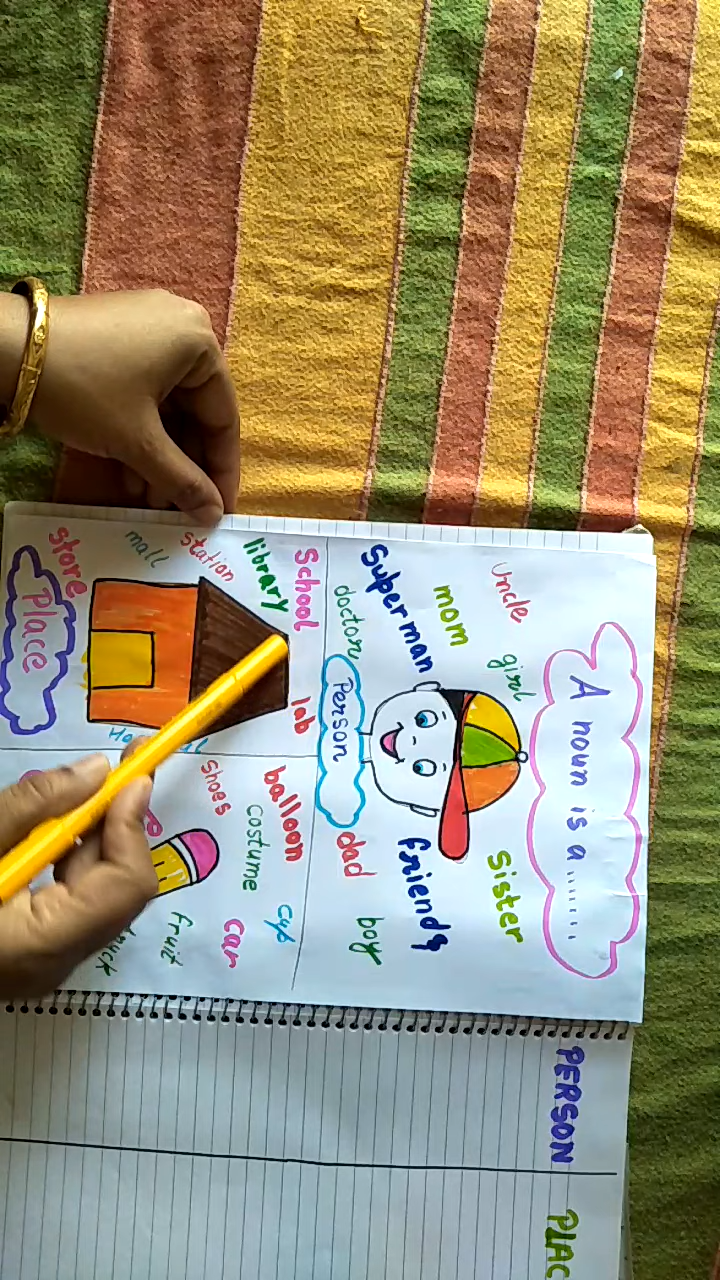 A noun is a .......
uncle
girl
Sister
mom
Superman
friends
doctor
Person
dad
boy
School
lab
library
station
mall
store
Place
balloon
cup
costume
shoes
car
fruit
PERSON